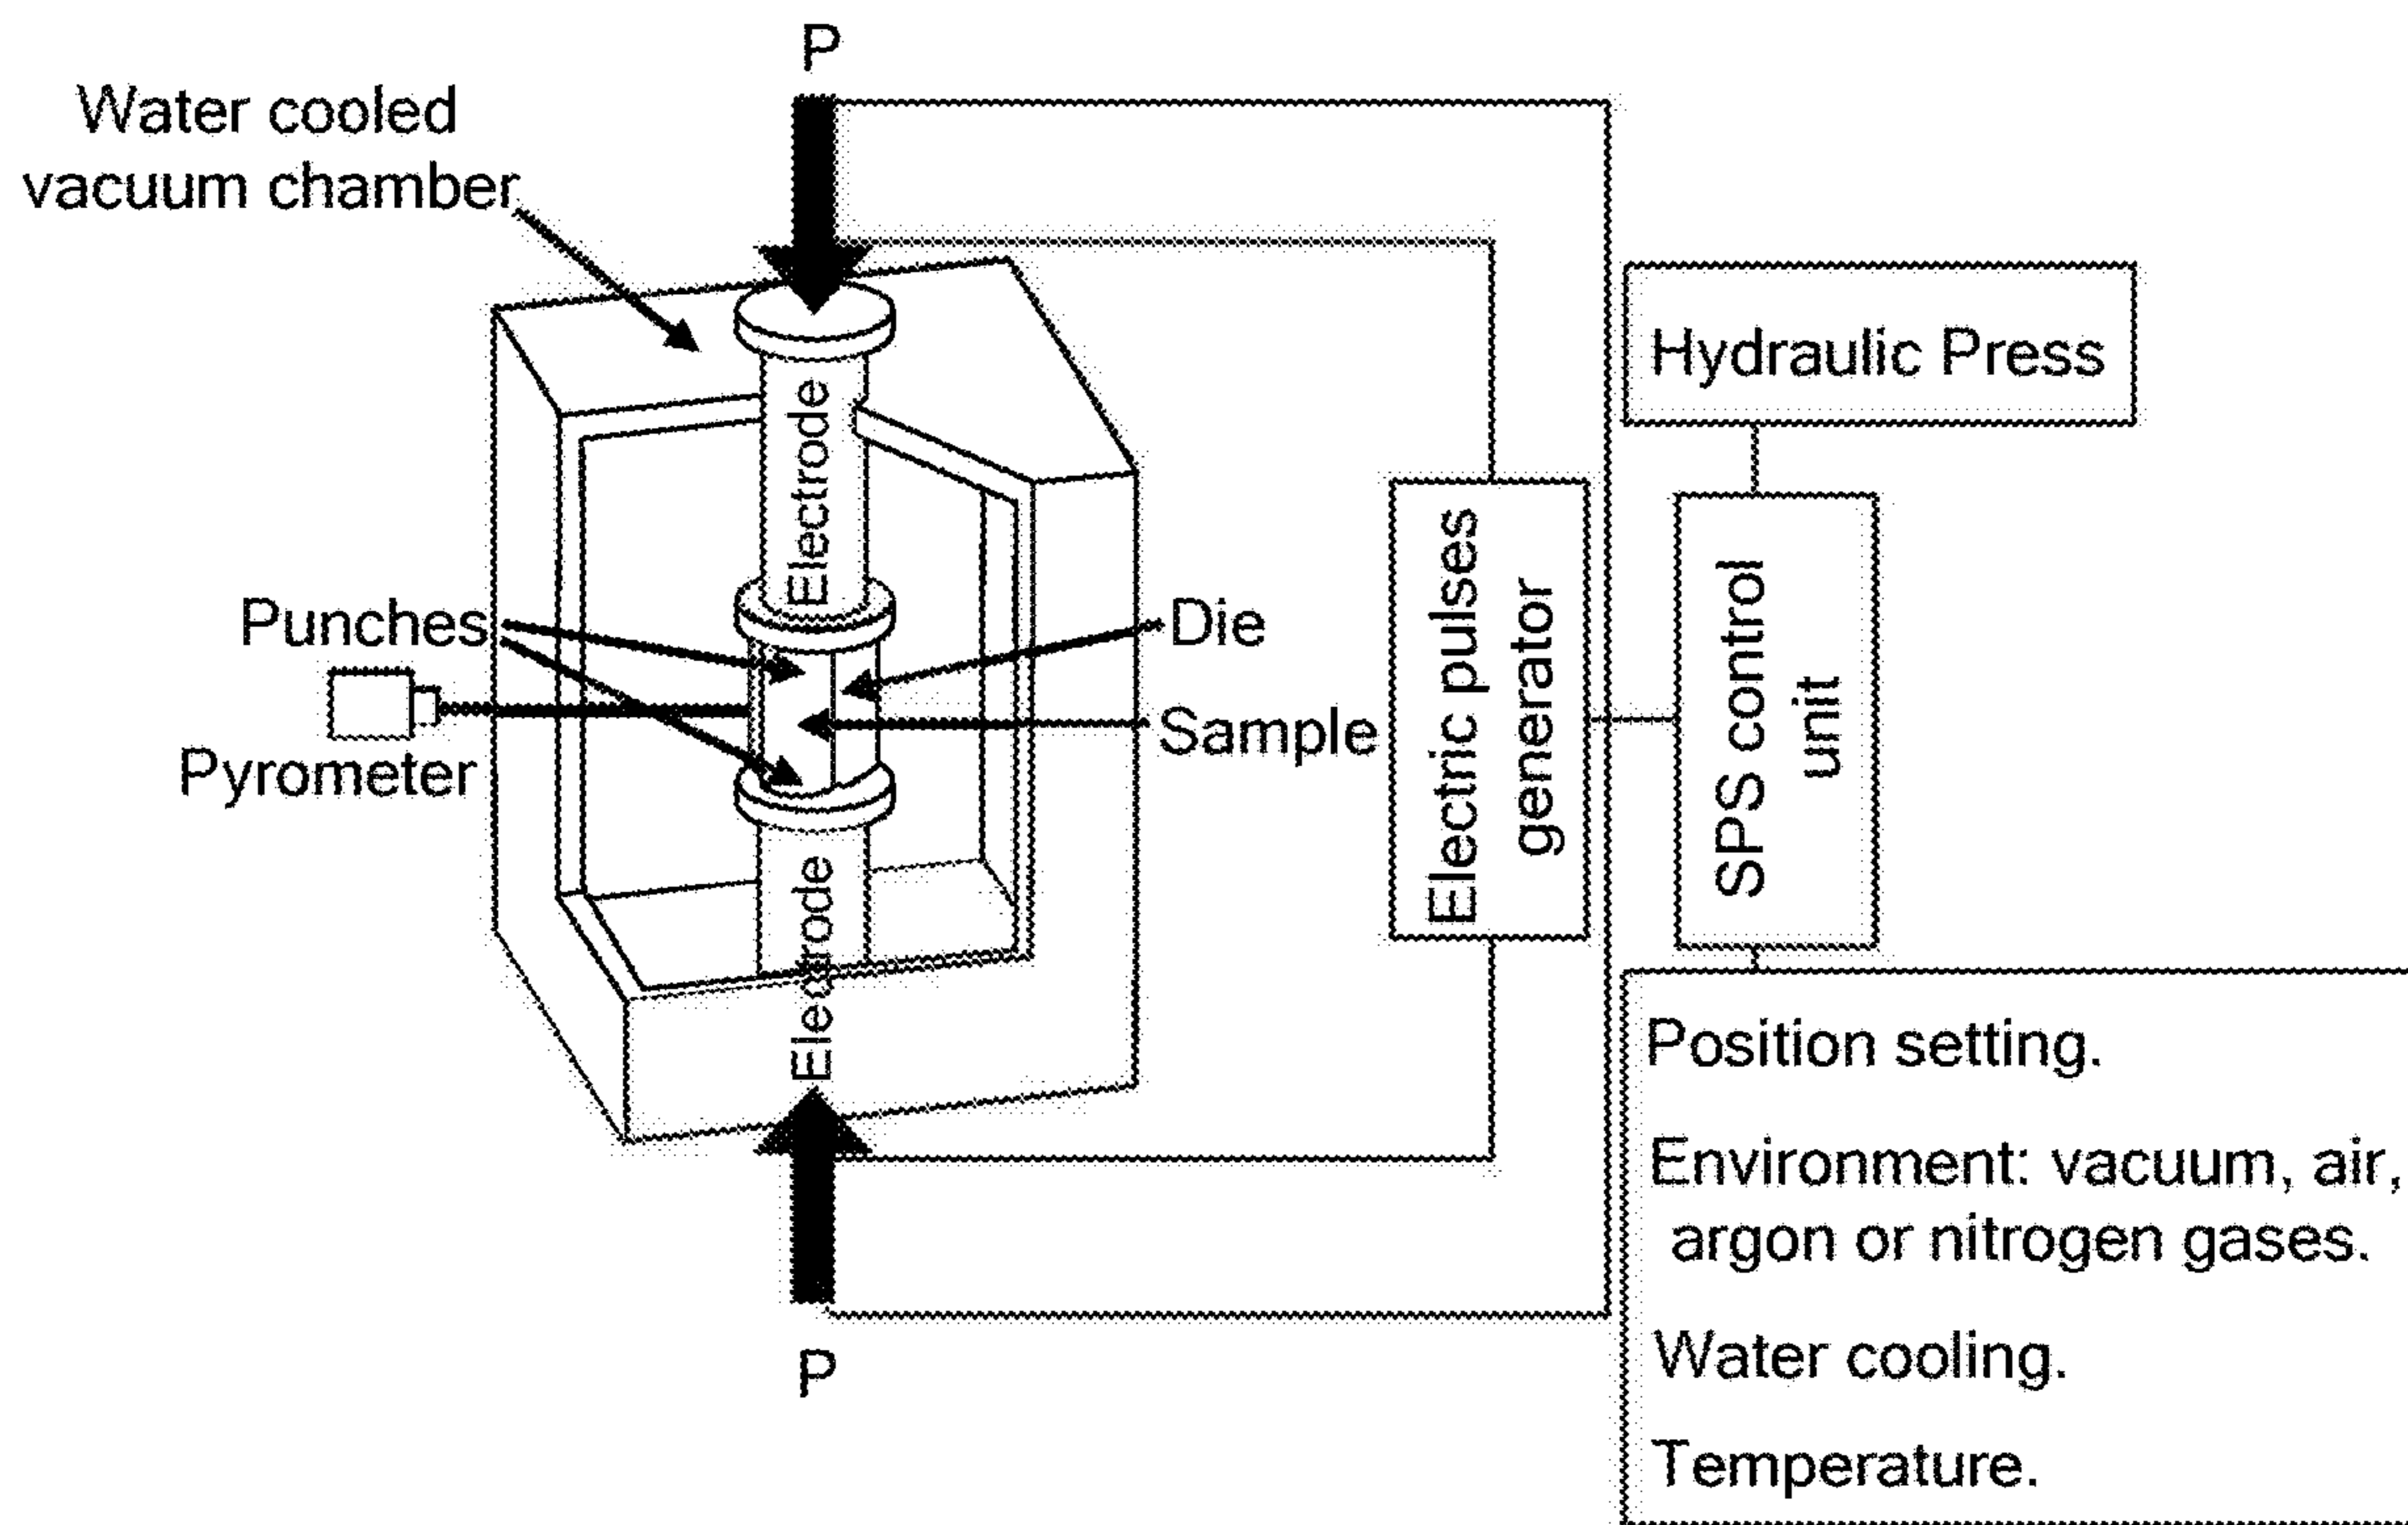 P
Water cooled
vacuum chamber
Electrode
Punches
Pyrometer
Die
Sample
Electrode
P
Electric pulses
generator
Hydraulic Press
SPS control
unit
Position setting.
Environment: vacuum, air,
argon or nitrogen gases.
Water cooling.
Temperature.